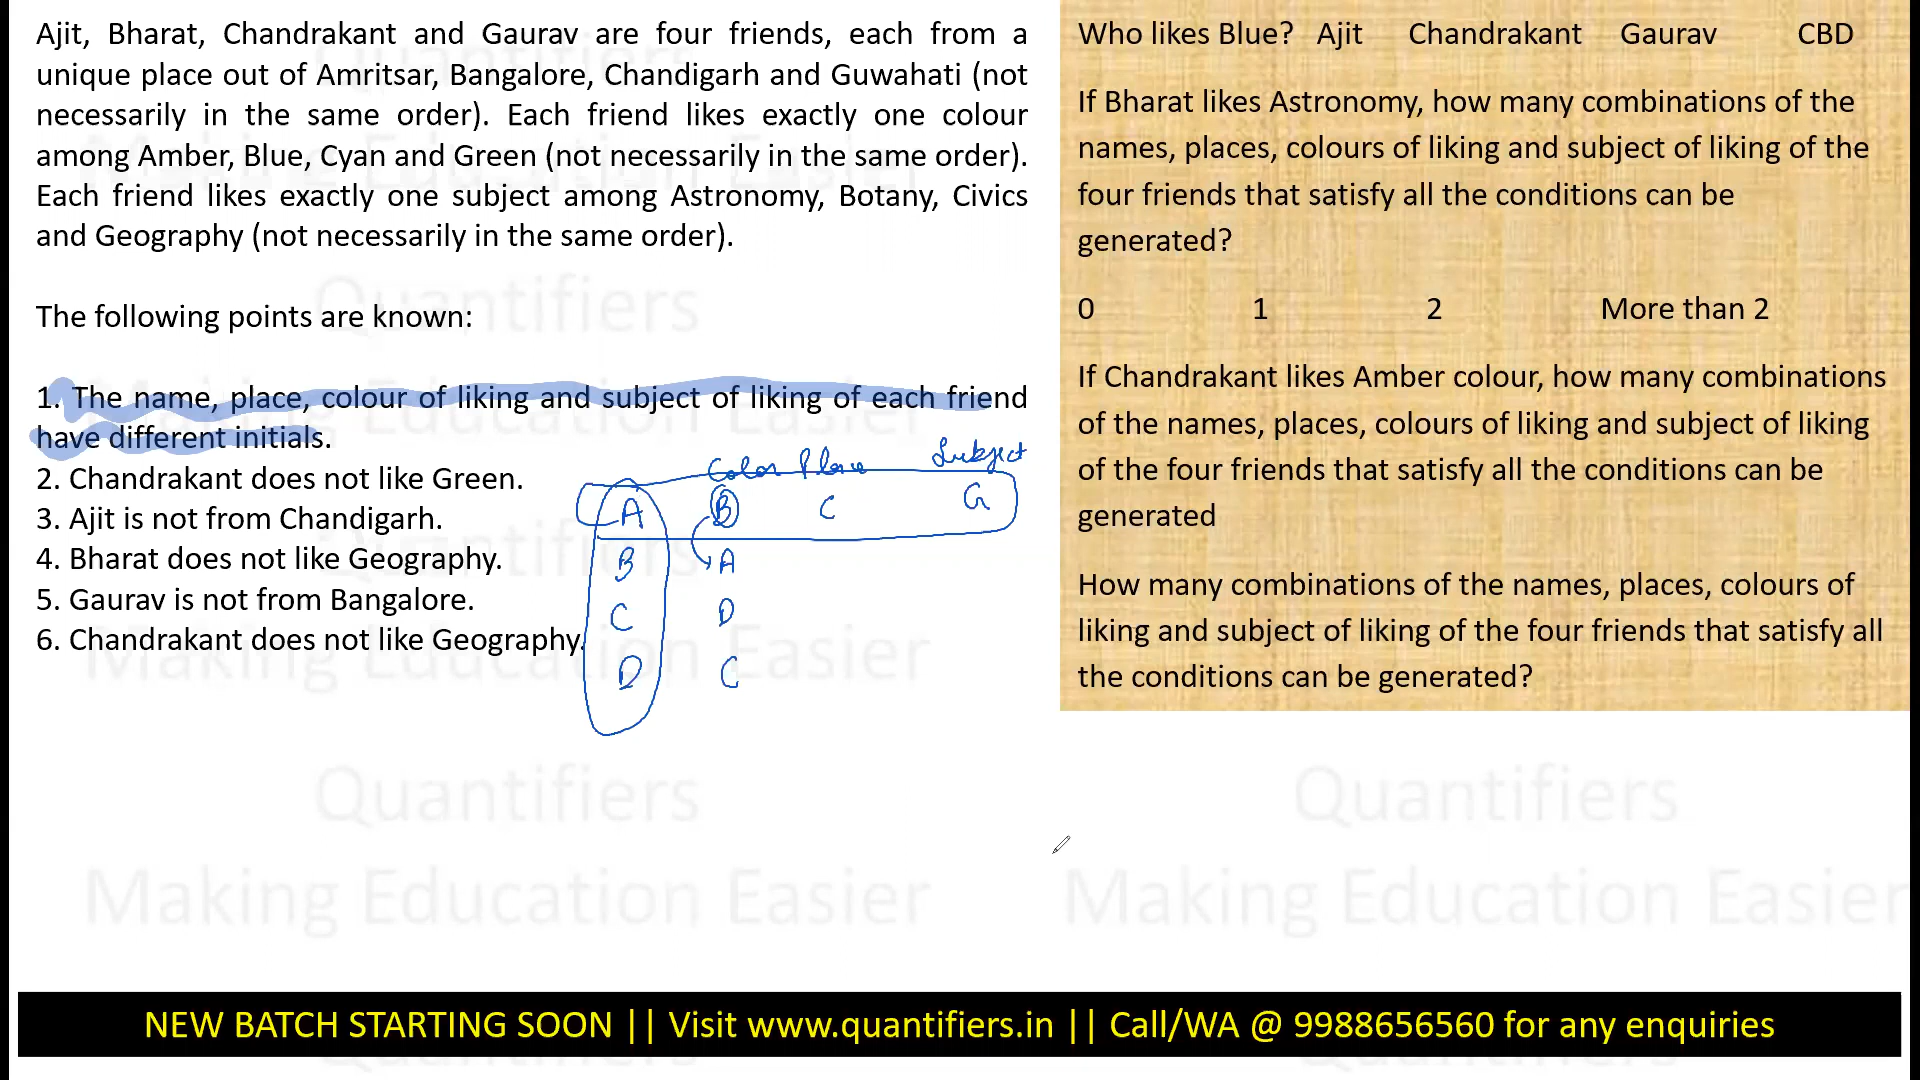 Ajit, Bharat, Chandrakant and Gaurav are four friends, each from a
unique place out of Amritsar, Bangalore, Chandigarh and Guwahati (not
necessarily in the same order). Each friend likes exactly one colour
among Amber, Blue, Cyan and Green (not necessarily in the same order).
Each friend likes exactly one subject among Astronomy, Botany, Civics
and Geography (not necessarily in the same order).
The following points are known:
1. The name, place, colour of liking and subject of liking of each friend
have different initials.
2. Chandrakant does not like Green.
3. Ajit is not from Chandigarh.
4. Bharat does not like Geography.
5. Gaurav is not from Bangalore.
6. Chandrakant does not like Geography.
Color Place Subject
A B C G
B A
C D
D C
Who likes Blue? Ajit Chandrakant Gaurav CBD
If Bharat likes Astronomy, how many combinations of the
names, places, colours of liking and subject of liking of the
four friends that satisfy all the conditions can be
generated?
0 1 2 More than 2
If Chandrakant likes Amber colour, how many combinations
of the names, places, colours of liking and subject of liking
of the four friends that satisfy all the conditions can be
generated
How many combinations of the names, places, colours of
liking and subject of liking of the four friends that satisfy all
the conditions can be generated?
Quantifiers
Making Education Easier
Quantifiers
Making Education Easier
Quantifiers
Making Education Easier
Quantifiers
Making Education Easier
NEW BATCH STARTING SOON || Visit www.quantifiers.in || Call/WA @ 9988656560 for any enquiries